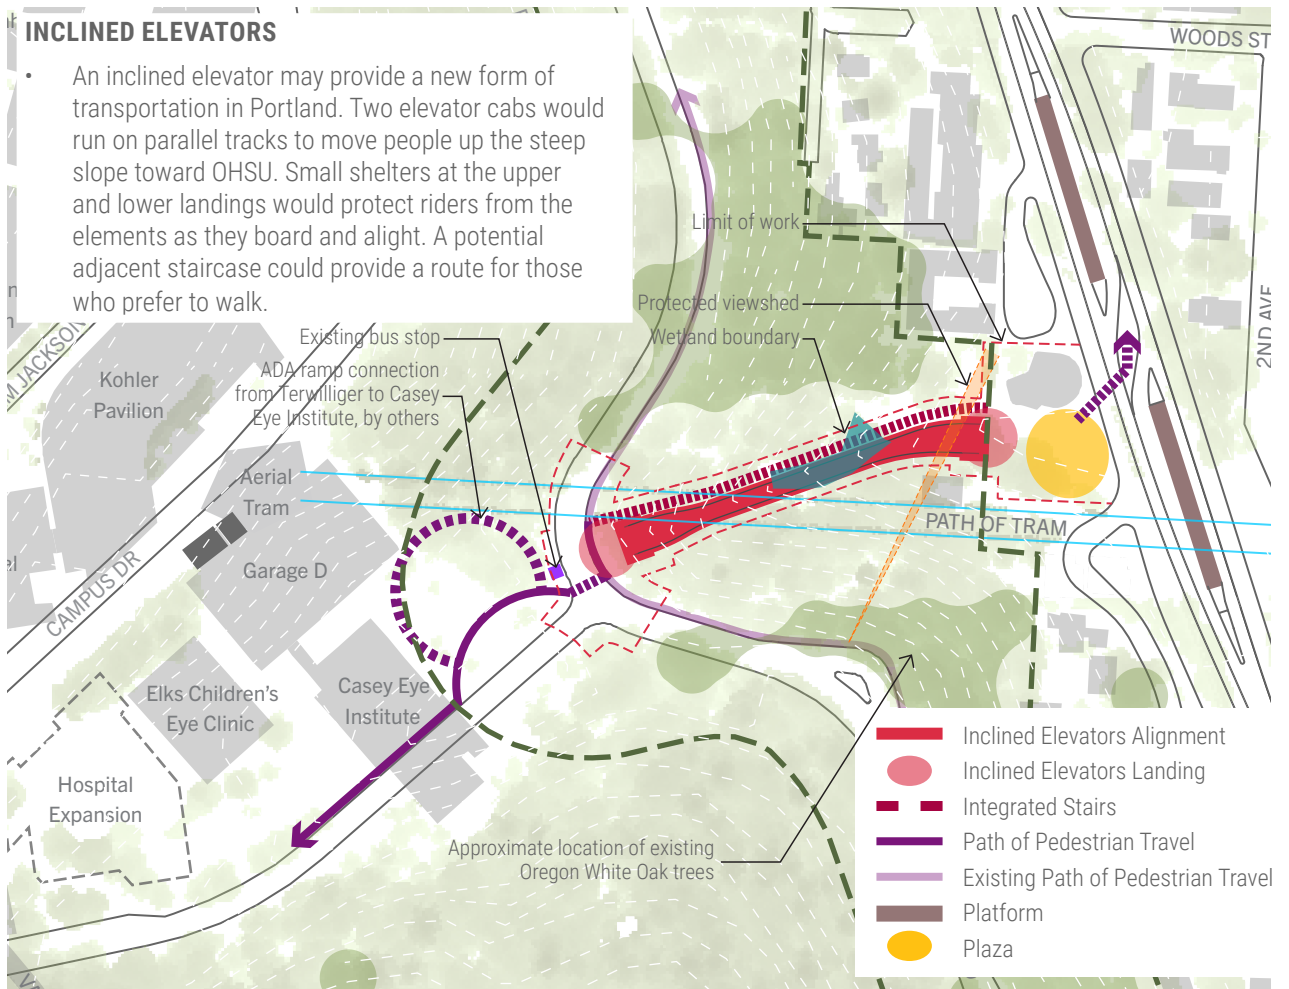 INCLINED ELEVATORS
• An inclined elevator may provide a new form of
transportation in Portland. Two elevator cabs would
run on parallel tracks to move people up the steep
slope toward OHSU. Small shelters at the upper
and lower landings would protect riders from the
elements as they board and alight. A potential
adjacent staircase could provide a route for those
who prefer to walk.
WOODS ST
2ND AVE
Limit of work
Protected viewshed
Wetland boundary
Existing bus stop
ADA ramp connection
from Terwilliger to Casey
Eye Institute, by others
JACKSON
Kohler
Pavilion
Aerial
Tram
Garage D
CAMPUS DR
PATH OF TRAM
Elks Children's
Eye Clinic
Casey Eye
Institute
Hospital
Expansion
Approximate location of existing
Oregon White Oak trees
Inclined Elevators Alignment
Inclined Elevators Landing
Integrated Stairs
Path of Pedestrian Travel
Existing Path of Pedestrian Travel
Platform
Plaza